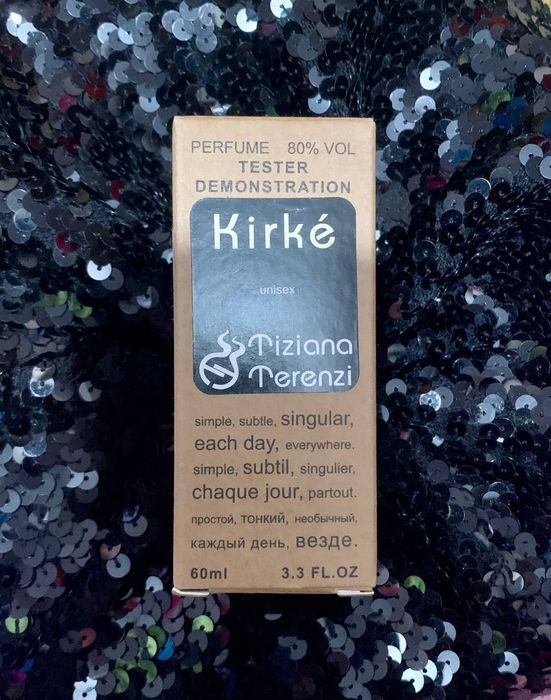 PERFUME 80% VOL
TESTER
DEMONSTRATION
Kirké
unisex
Tiziana
Terenzi
simple, subtle, singular,
each day, everywhere.
simple, subtil, singulier,
chaque jour, partout.
простой, тонкий, необычный,
каждый день, везде.
60ml 3.3 FL.OZ